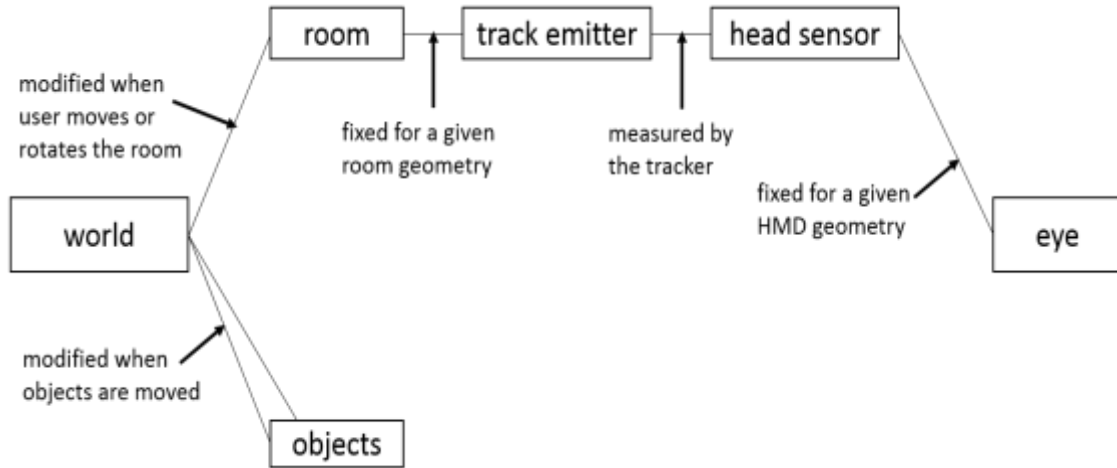 room
track emitter
head sensor
modified when
user moves or
rotates the room
fixed for a given
room geometry
measured by
the tracker
fixed for a given
HMD geometry
world
eye
modified when
objects are moved
objects